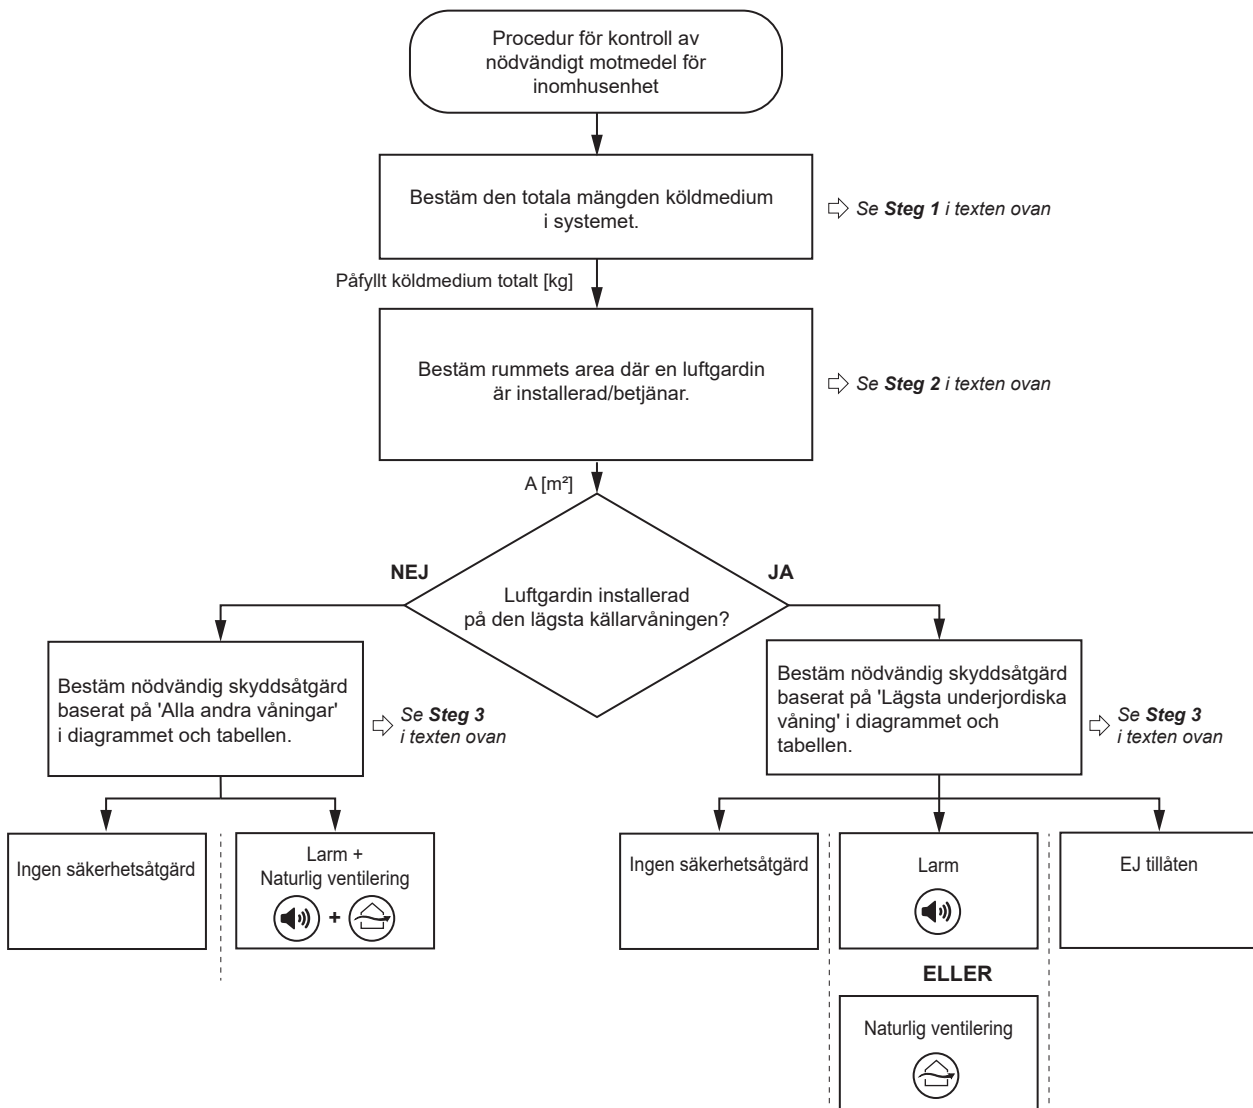 Procedur för kontroll av
nödvändigt motmedel för
inomhusenhet
Bestäm den totala mängden köldmedium
i systemet.
Se Steg 1 i texten ovan
Påfyllt köldmedium totalt [kg]
Bestäm rummets area där en luftgardin
är installerad/betjänar.
Se Steg 2 i texten ovan
A [m²]
NEJ
JA
Luftgardin installerad
på den lägsta källarvåningen?
Bestäm nödvändig skyddsåtgärd
baserat på 'Alla andra våningar'
i diagrammet och tabellen.
Se Steg 3
i texten ovan
Bestäm nödvändig skyddsåtgärd
baserat på 'Lägsta underjordiska
våning' i diagrammet och
tabellen.
Se Steg 3
i texten ovan
Ingen säkerhetsåtgärd
Larm +
Naturlig ventilering
+
Ingen säkerhetsåtgärd
Larm
EJ tillåten
ELLER
Naturlig ventilering